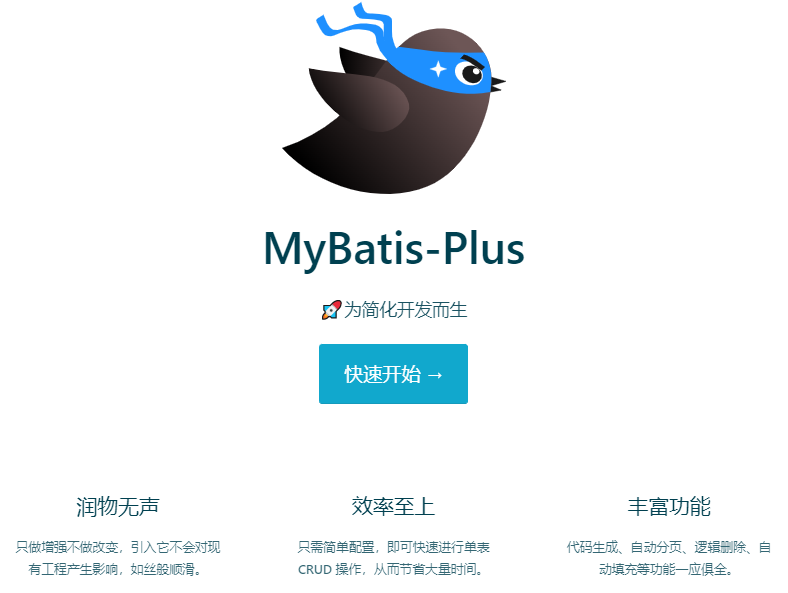 MyBatis-Plus
🚀为简化开发而生
快速开始 →
润物无声
只做增强不做改变，引入它不会对现
有工程产生影响，如丝般顺滑。
效率至上
只需简单配置，即可快速进行单表
CRUD 操作，从而节省大量时间。
丰富功能
代码生成、自动分页、逻辑删除、自
动填充等功能一应俱全。